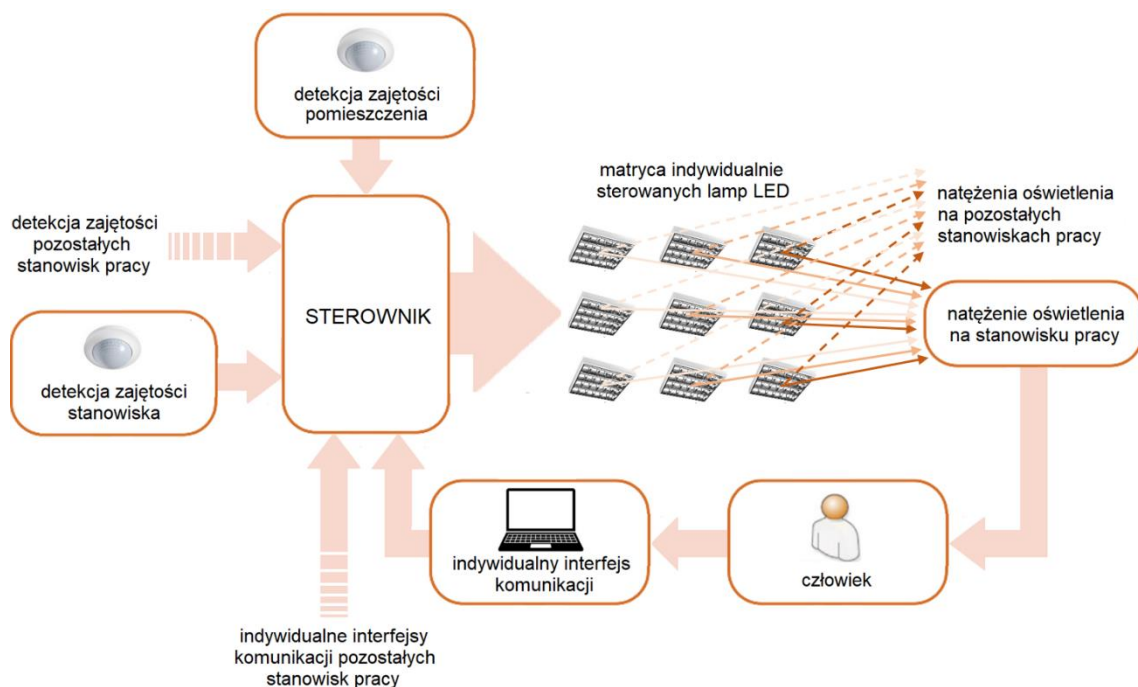 detekcja zajętości
pomieszczenia
matryca indywidualnie
sterowanych lamp LED
natężenia oświetlenia
na pozostałych
stanowiskach pracy
detekcja zajętości
pozostałych
stanowisk pracy
STEROWNIK
natężenie oświetlenia
na stanowisku pracy
detekcja zajętości
stanowiska
indywidualny interfejs
komunikacji
człowiek
indywidualne interfejsy
komunikacji pozostałych
stanowisk pracy